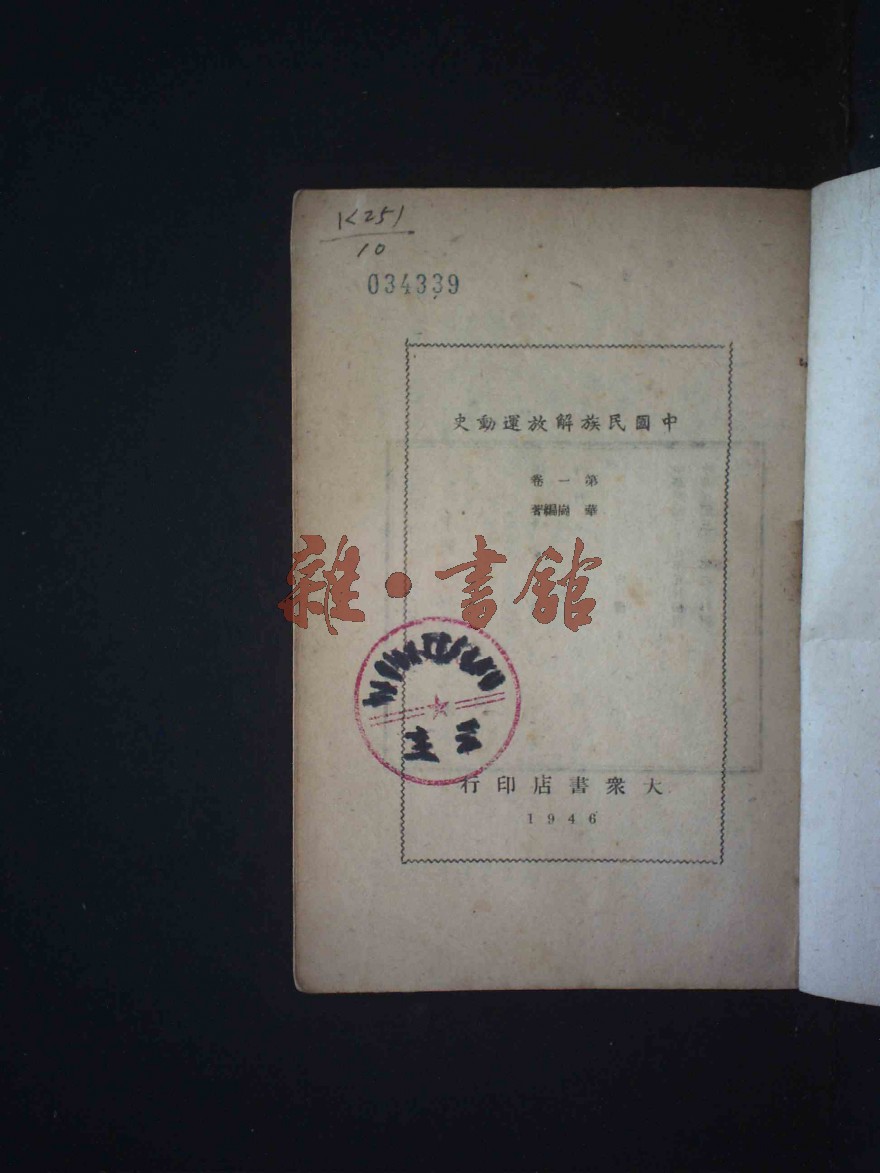 K251
10
034339
史動運放解族民國中
卷一第
著編崗華
雜·書館
行印店書眾大
1946